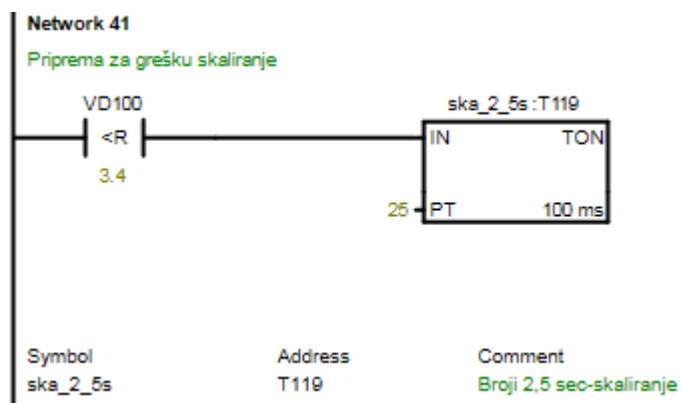 Network 41
Priprema za grešku skaliranje
VD100
ska_2_5s:T119
<R
IN TON
3.4
25 PT 100 ms
Symbol Address Comment
ska_2_5s T119 Broji 2,5 sec-skaliranje